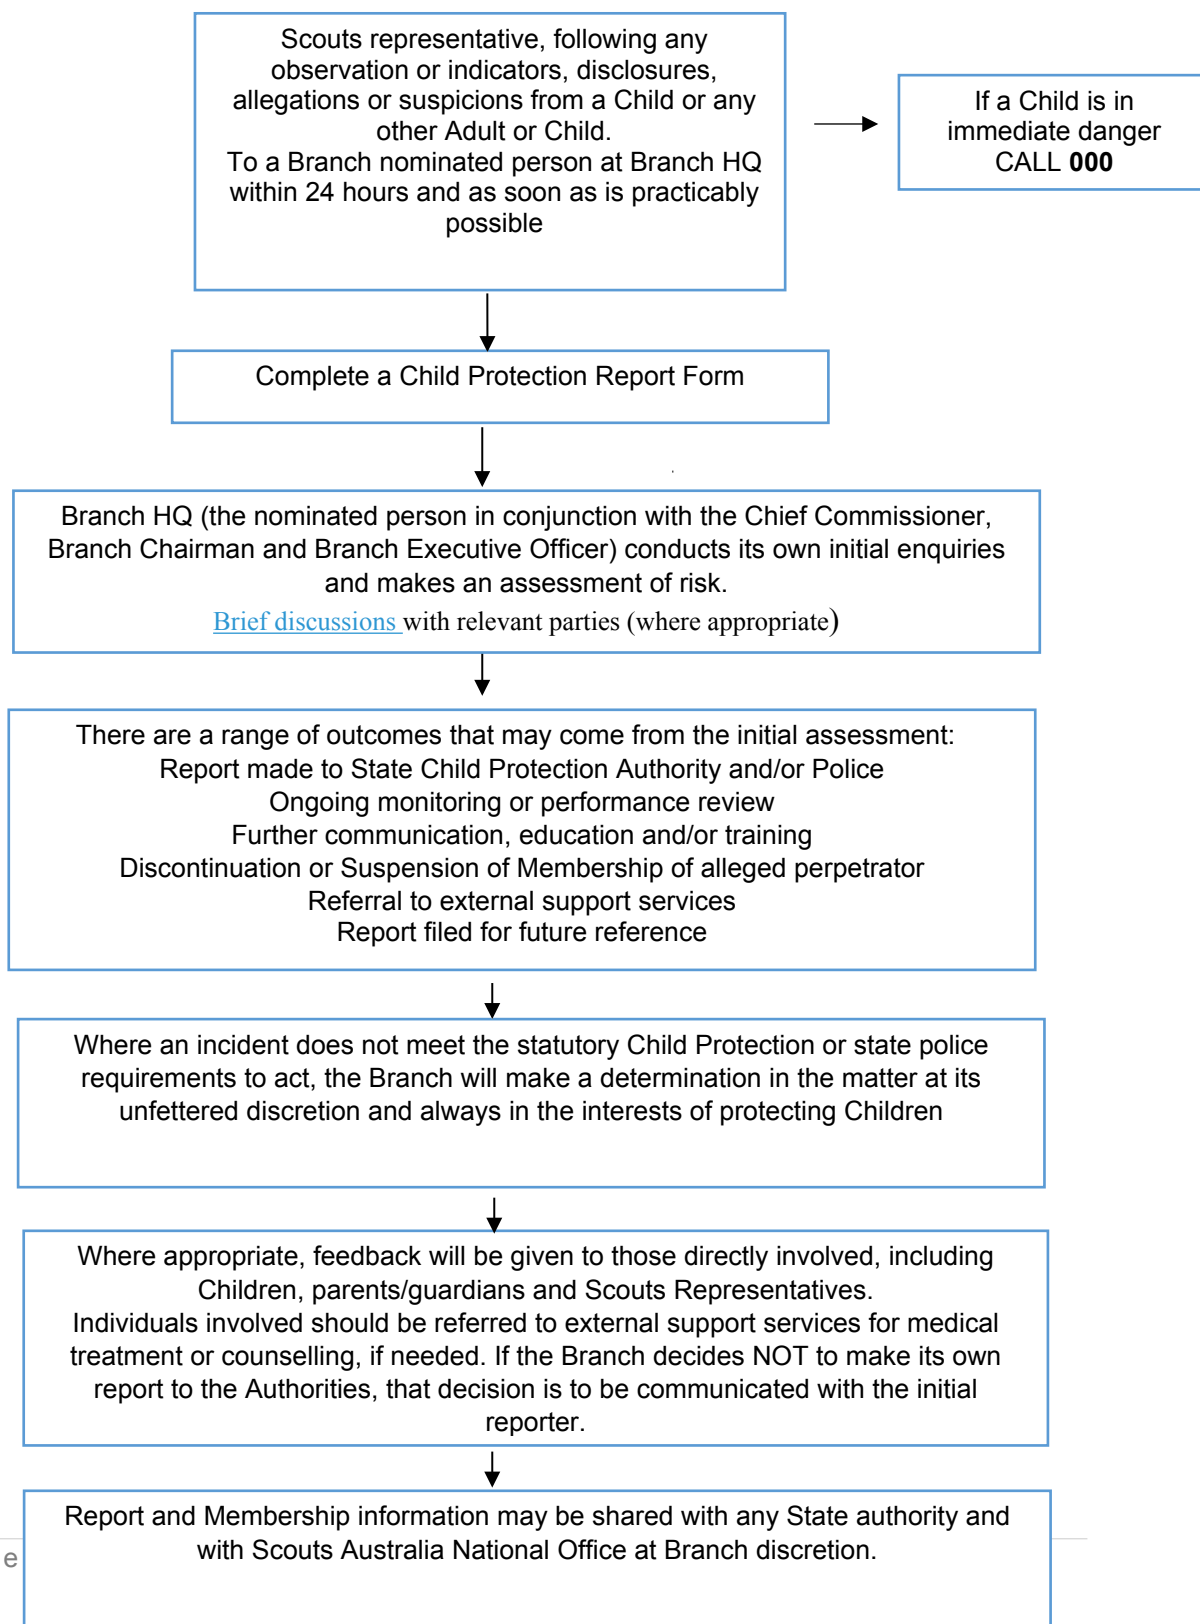 Scouts representative, following any
observation or indicators, disclosures,
allegations or suspicions from a Child or any
other Adult or Child.
To a Branch nominated person at Branch HQ
within 24 hours and as soon as is practicably
possible
If a Child is in
immediate danger
CALL 000
Complete a Child Protection Report Form
Branch HQ (the nominated person in conjunction with the Chief Commissioner,
Branch Chairman and Branch Executive Officer) conducts its own initial enquiries
and makes an assessment of risk.
Brief discussions with relevant parties (where appropriate)
There are a range of outcomes that may come from the initial assessment:
Report made to State Child Protection Authority and/or Police
Ongoing monitoring or performance review
Further communication, education and/or training
Discontinuation or Suspension of Membership of alleged perpetrator
Referral to external support services
Report filed for future reference
Where an incident does not meet the statutory Child Protection or state police
requirements to act, the Branch will make a determination in the matter at its
unfettered discretion and always in the interests of protecting Children
Where appropriate, feedback will be given to those directly involved, including
Children, parents/guardians and Scouts Representatives.
Individuals involved should be referred to external support services for medical
treatment or counselling, if needed. If the Branch decides NOT to make its own
report to the Authorities, that decision is to be communicated with the initial
reporter.
Report and Membership information may be shared with any State authority and
with Scouts Australia National Office at Branch discretion.
e